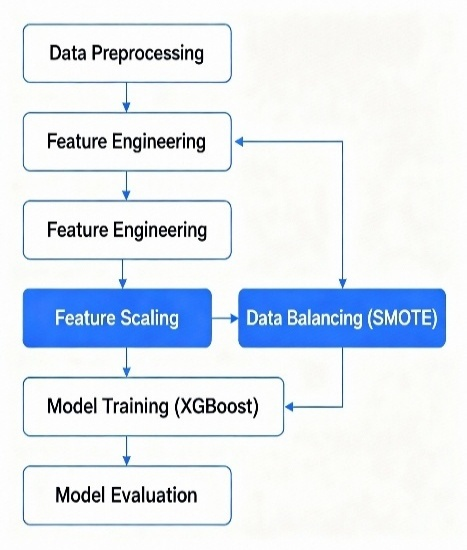 Data Preprocessing
Feature Engineering
Feature Engineering
Feature Scaling
Data Balancing (SMOTE)
Model Training (XGBoost)
Model Evaluation